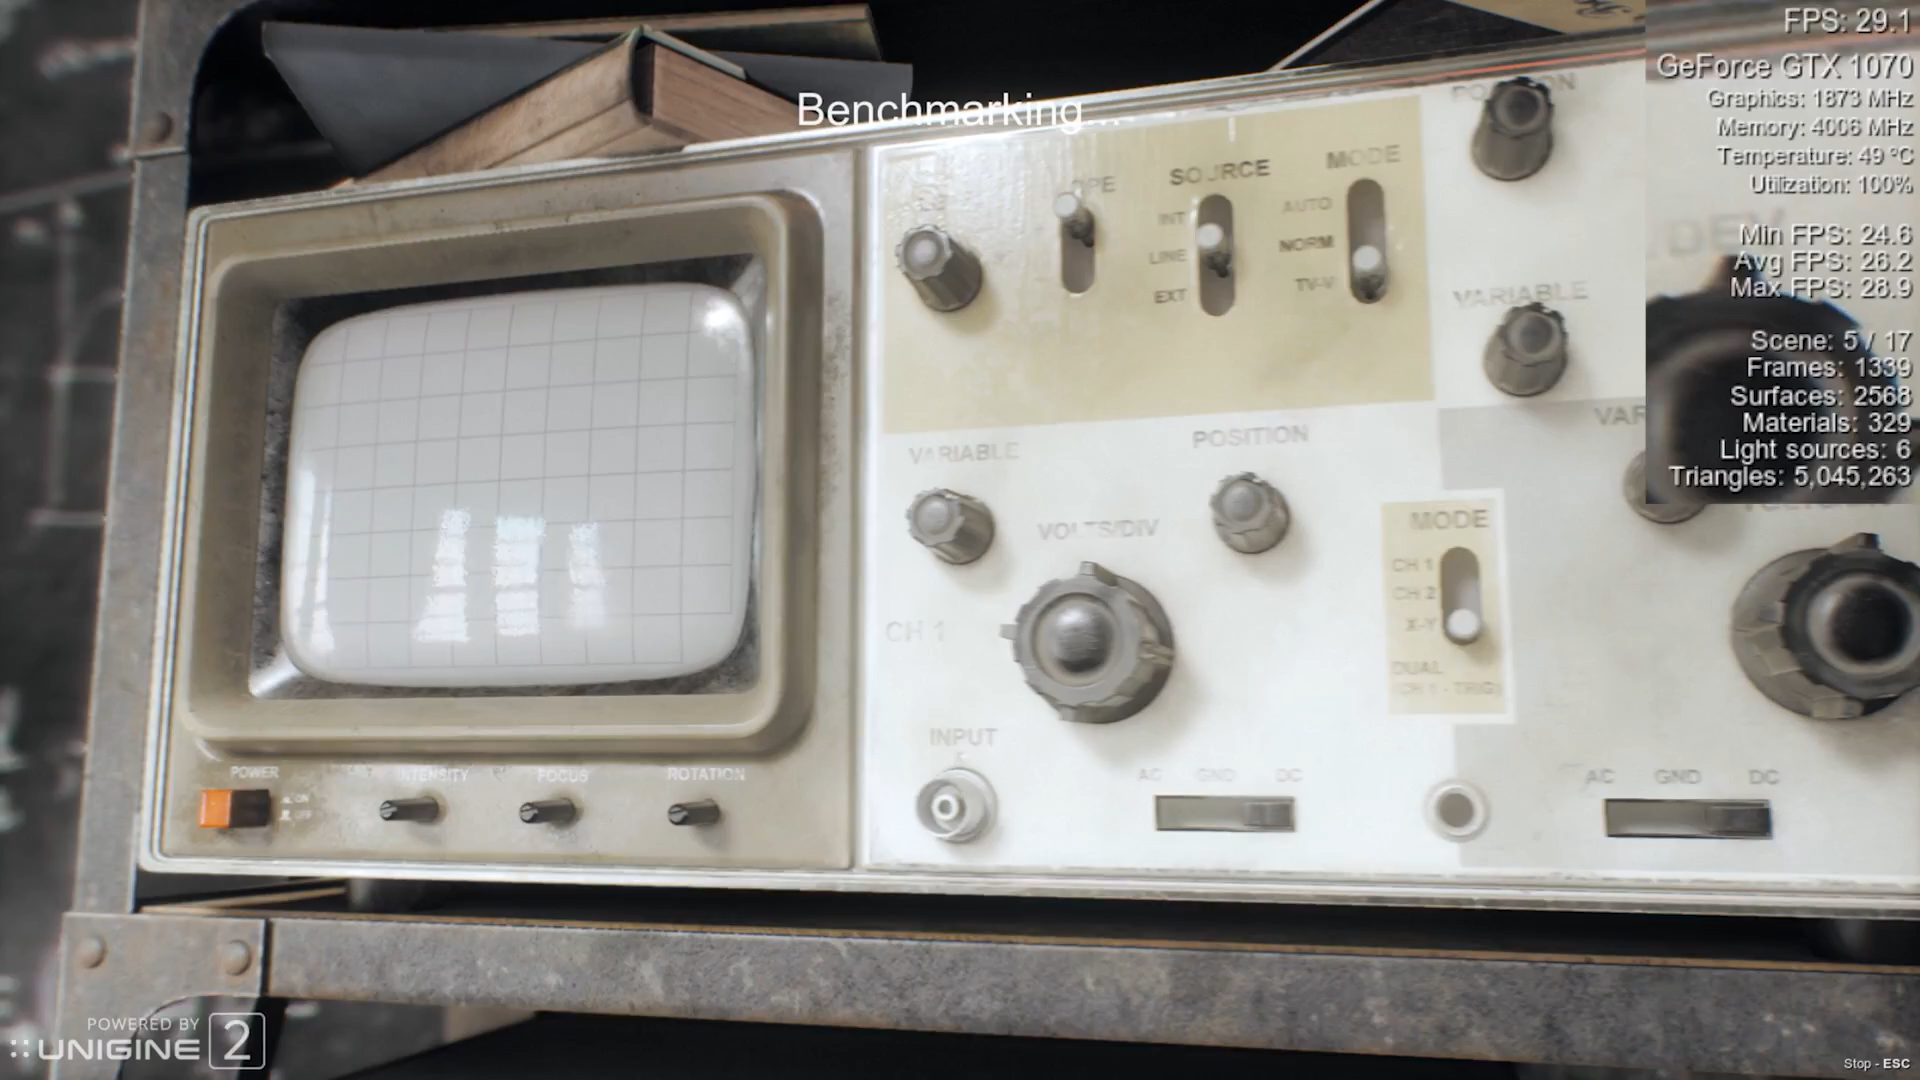 FPS: 29.1
GeForce GTX 1070
Graphics: 1873 MHz
Memory: 4006 MHz
Temperature: 49 °C
Utilization: 100%
Min FPS: 24.6
Avg FPS: 26.2
Max FPS: 28.9
Scene: 5 / 17
Frames: 1339
Surfaces: 2568
Materials: 329
Light sources: 6
Triangles: 5,045,263
Benchmarking...
SOURCE
MODE
INT
LINE
EXT
AUTO
NORM
TV-V
VARIABLE
VARIABLE
POSITION
VOLTS/DIV
CH 1
MODE
CH 1
CH 2
X-Y
DUAL
INPUT
AC GND DC
AC GND DC
POWER
INTENSITY
FOCUS
ROTATION
POWERED BY
UNIGINE 2
Stop - ESC